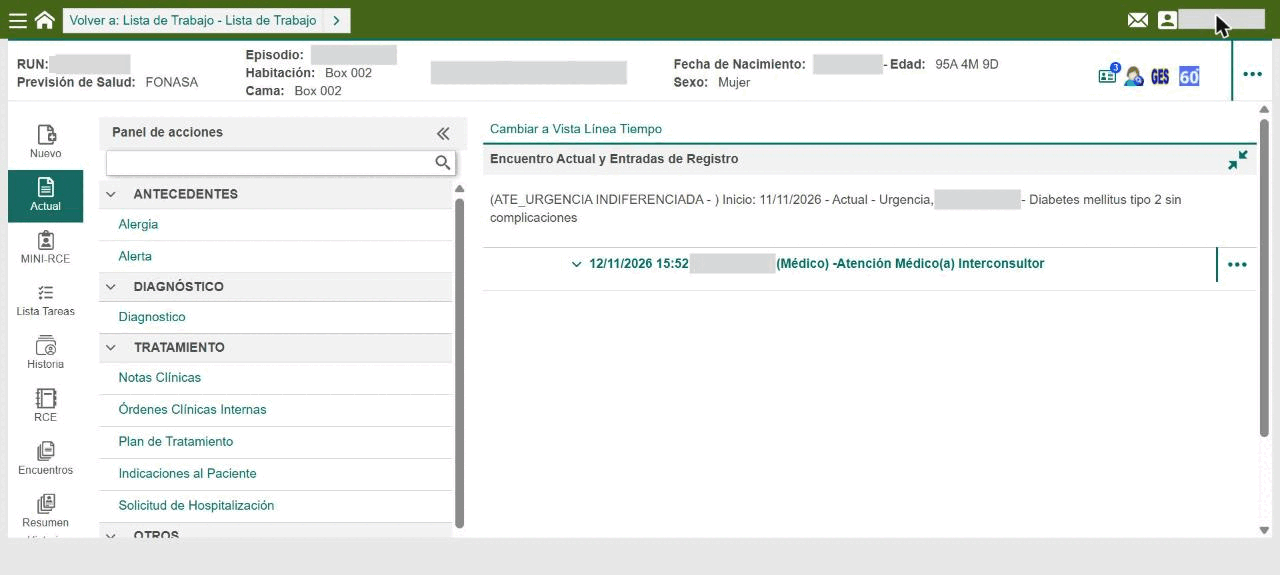 Volver a: Lista de Trabajo - Lista de Trabajo
RUN:
Previsión de Salud: FONASA
Episodio:
Habitación: Box 002
Cama: Box 002
Fecha de Nacimiento: - Edad: 95A 4M 9D
Sexo: Mujer
3
GES
60
Nuevo
Actual
MINI-RCE
Lista Tareas
Historia
RCE
Encuentros
Resumen
Panel de acciones
ANTECEDENTES
Alergia
Alerta
DIAGNÓSTICO
Diagnostico
TRATAMIENTO
Notas Clínicas
Órdenes Clínicas Internas
Plan de Tratamiento
Indicaciones al Paciente
Solicitud de Hospitalización
OTROS
Cambiar a Vista Línea Tiempo
Encuentro Actual y Entradas de Registro
(ATE_URGENCIA INDIFERENCIADA - ) Inicio: 11/11/2026 - Actual - Urgencia, - Diabetes mellitus tipo 2 sin
complicaciones
12/11/2026 15:52 (Médico) -Atención Médico(a) Interconsultor